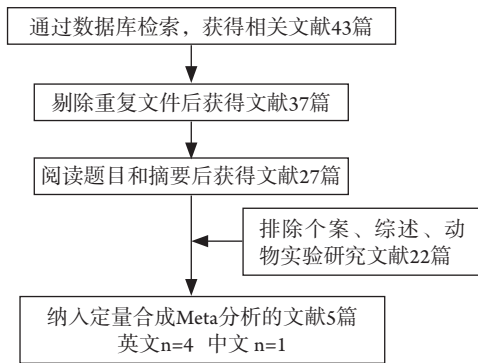 通过数据库检索，获得相关文献43篇
剔除重复文件后获得文献37篇
阅读题目和摘要后获得文献27篇
排除个案、综述、动
物实验研究文献22篇
纳入定量合成Meta分析的文献5篇
英文n=4 中文 n=1